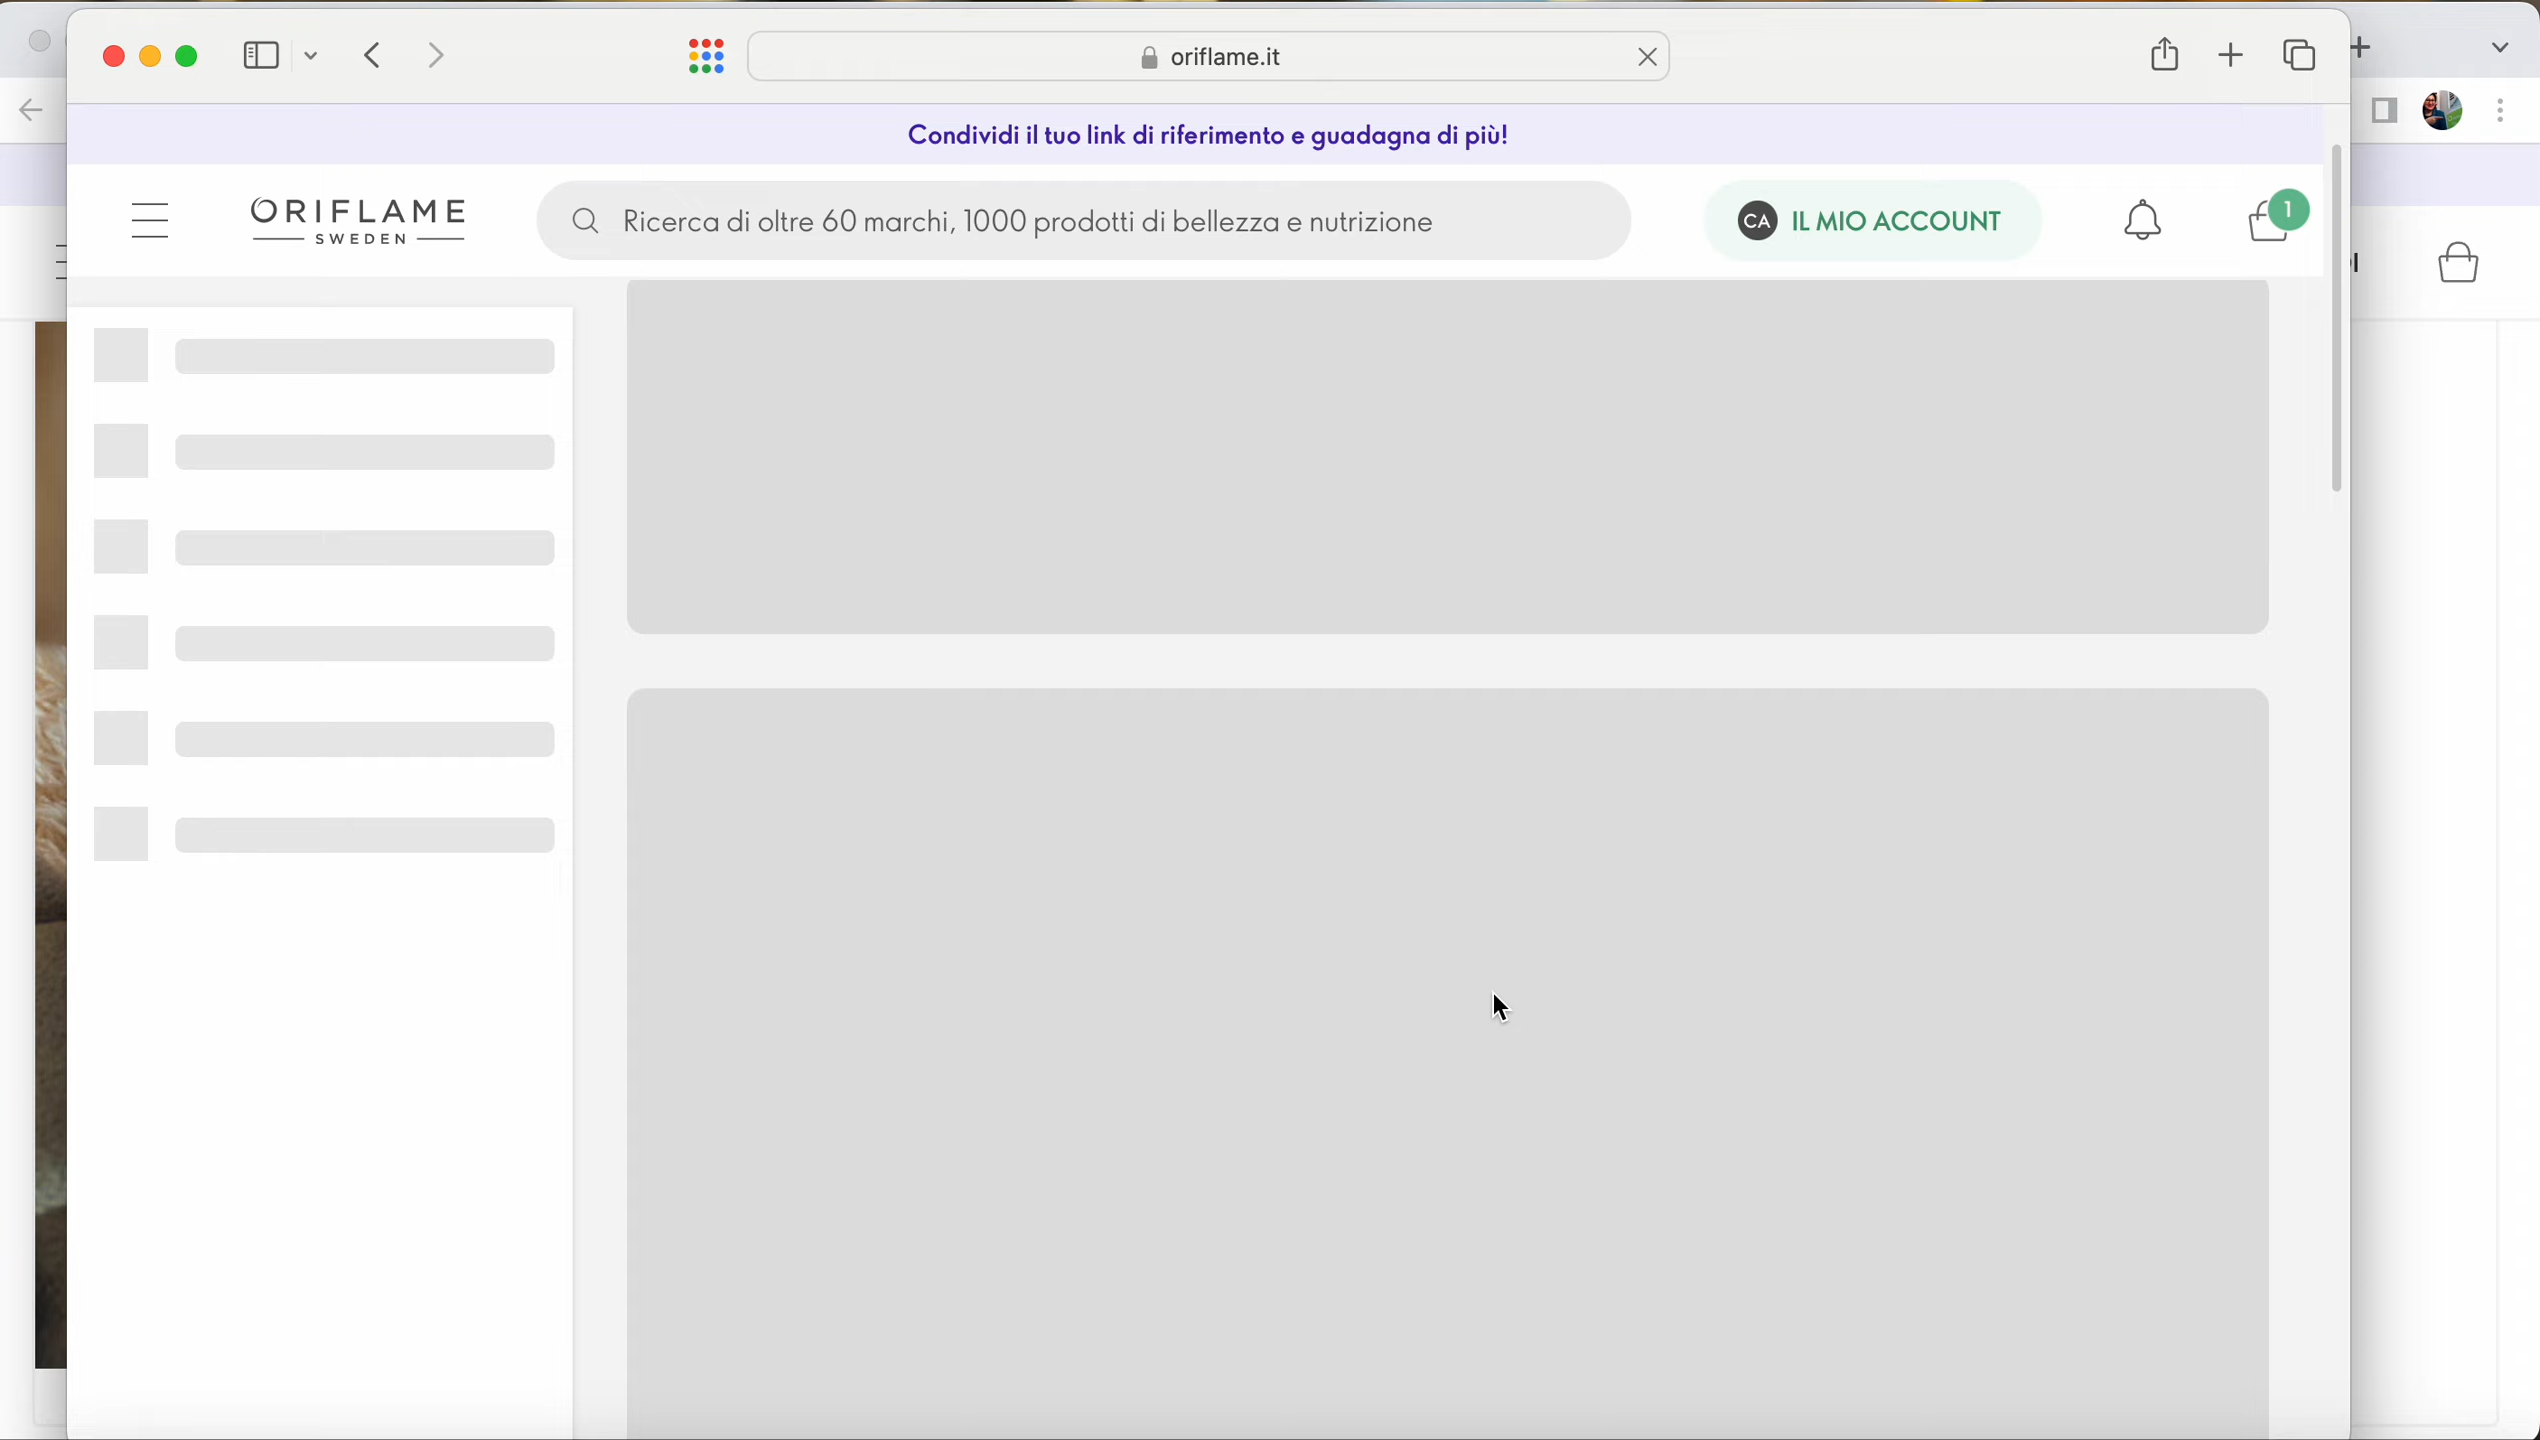 oriflame.it
Condividi il tuo link di riferimento e guadagna di più!
ORIFLAME
SWEDEN
Ricerca di oltre 60 marchi, 1000 prodotti di bellezza e nutrizione
CA IL MIO ACCOUNT
1